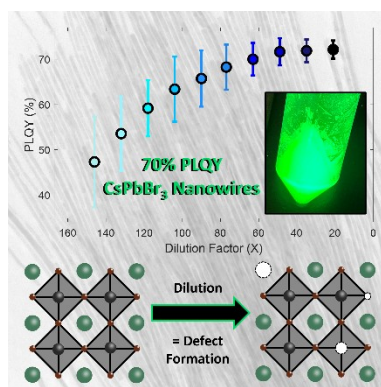 70
60
50
40
PLQY (%)
70% PLQY
CsPbBr₃ Nanowires
160 140 120 100 80 60 40 20 0
Dilution Factor (X)
Dilution
= Defect
Formation